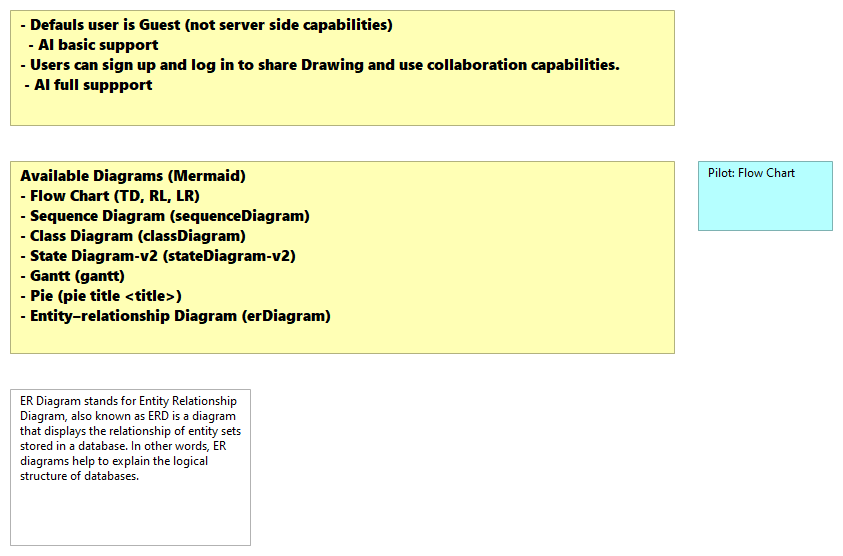 - Defauls user is Guest (not server side capabilities)
- AI basic support
- Users can sign up and log in to share Drawing and use collaboration capabilities.
- AI full suppport
Available Diagrams (Mermaid)
- Flow Chart (TD, RL, LR)
- Sequence Diagram (sequenceDiagram)
- Class Diagram (classDiagram)
- State Diagram-v2 (stateDiagram-v2)
- Gantt (gantt)
- Pie (pie title <title>)
- Entity–relationship Diagram (erDiagram)
Pilot: Flow Chart
ER Diagram stands for Entity Relationship
Diagram, also known as ERD is a diagram
that displays the relationship of entity sets
stored in a database. In other words, ER
diagrams help to explain the logical
structure of databases.